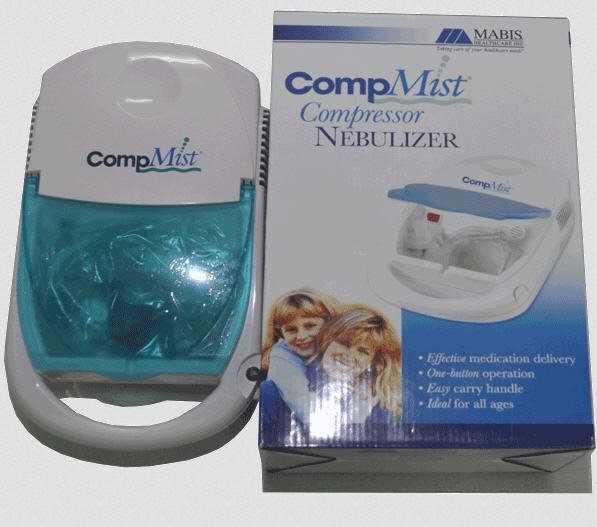 MABIS
HEALTHCARE INC
Taking care of your healthcare needs
CompMist
Compressor
NEBULIZER
CompMist
CompMist
• Effective medication delivery
• One-button operation
• Easy carry handle
• Ideal for all ages